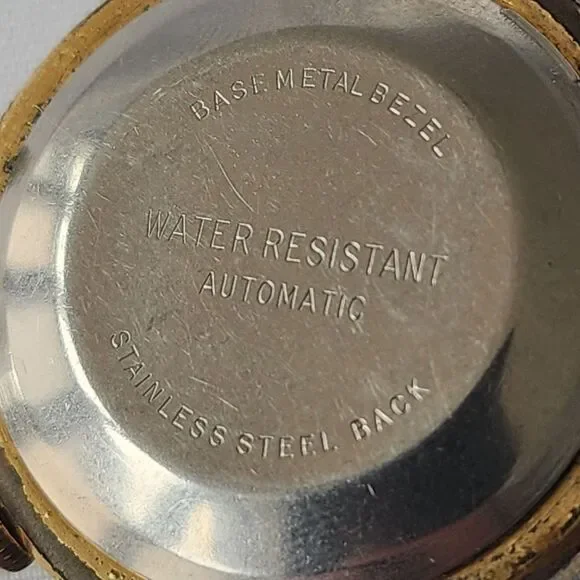 BASE METAL BEZEL
WATER RESISTANT
AUTOMATIC
STAINLESS STEEL BACK